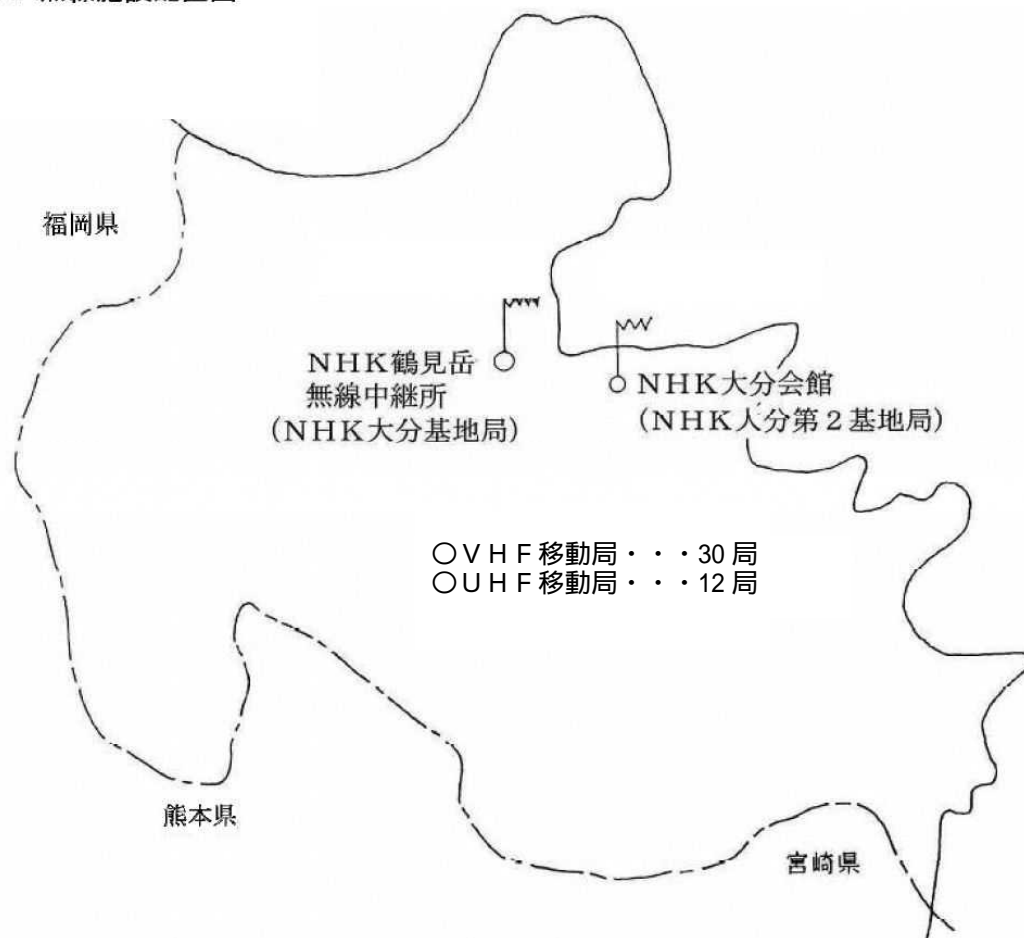 福岡県
NHK鶴見岳
無線中継所
(NHK大分基地局)
NHK大分会館
(NHK人分第2基地局)
○VHF移動局・・・30局
○UHF移動局・・・12局
熊本県
宮崎県